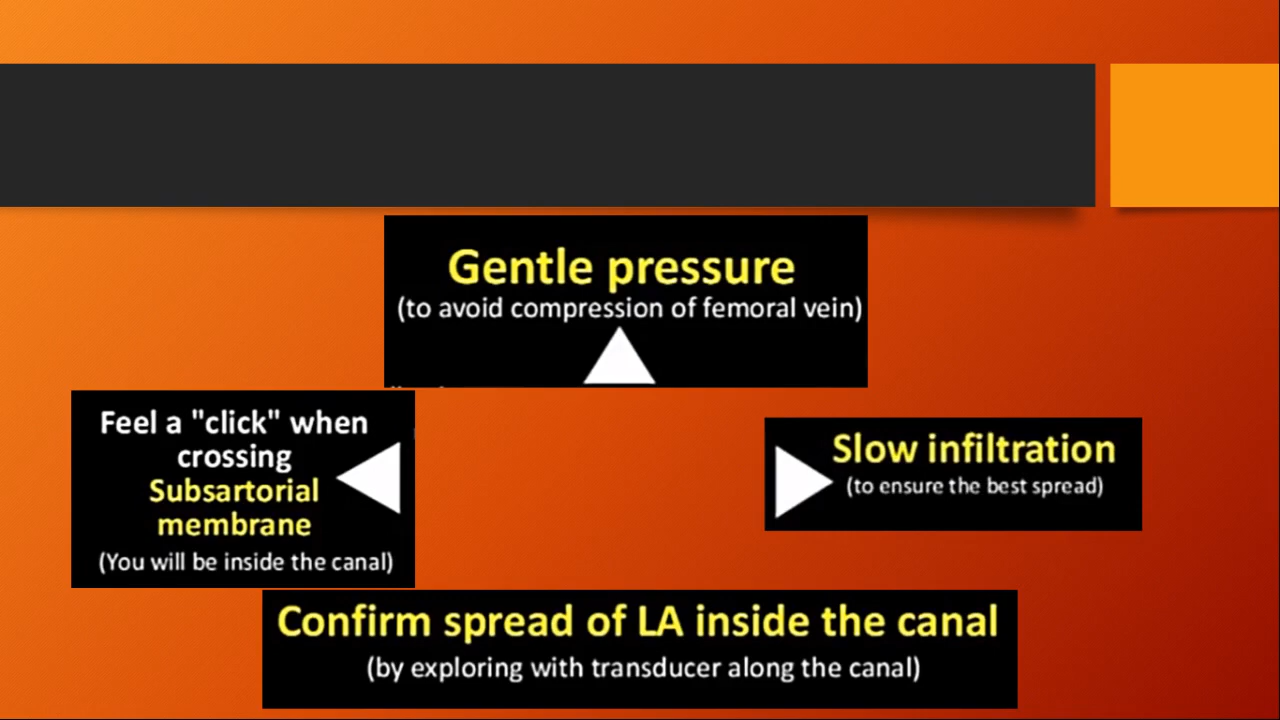 Gentle pressure
(to avoid compression of femoral vein)
Feel a "click" when
crossing
Subsartorial
membrane
(You will be inside the canal)
Slow infiltration
(to ensure the best spread)
Confirm spread of LA inside the canal
(by exploring with transducer along the canal)